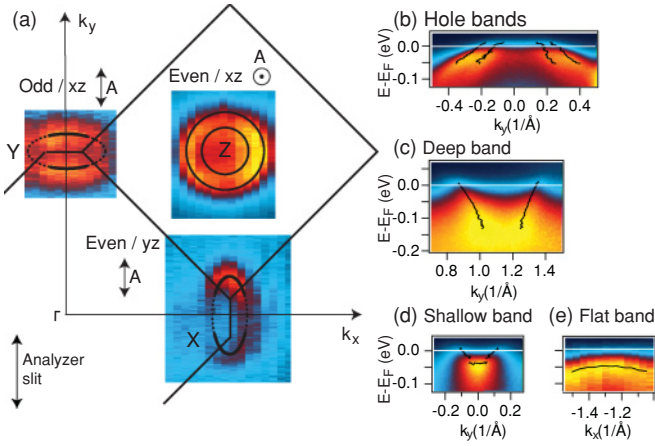 (a)
k_y
A
Odd / xz
Even / xz
A
Y
Z
Even / yz
A
X
Γ
k_x
Analyzer
slit
(b) Hole bands
E-E_F (eV)
0.0
-0.1
-0.4 -0.2 0.0 0.2 0.4
k_y(1/Å)
(c) Deep band
E-E_F (eV)
0.0
-0.1
-0.2
0.8 1.0 1.2 1.4
k_y(1/Å)
(d) Shallow band
E-E_F (eV)
0.0
-0.1
-0.2 0.0 0.2
k_y(1/Å)
(e) Flat band
-1.4 -1.2
k_x(1/Å)